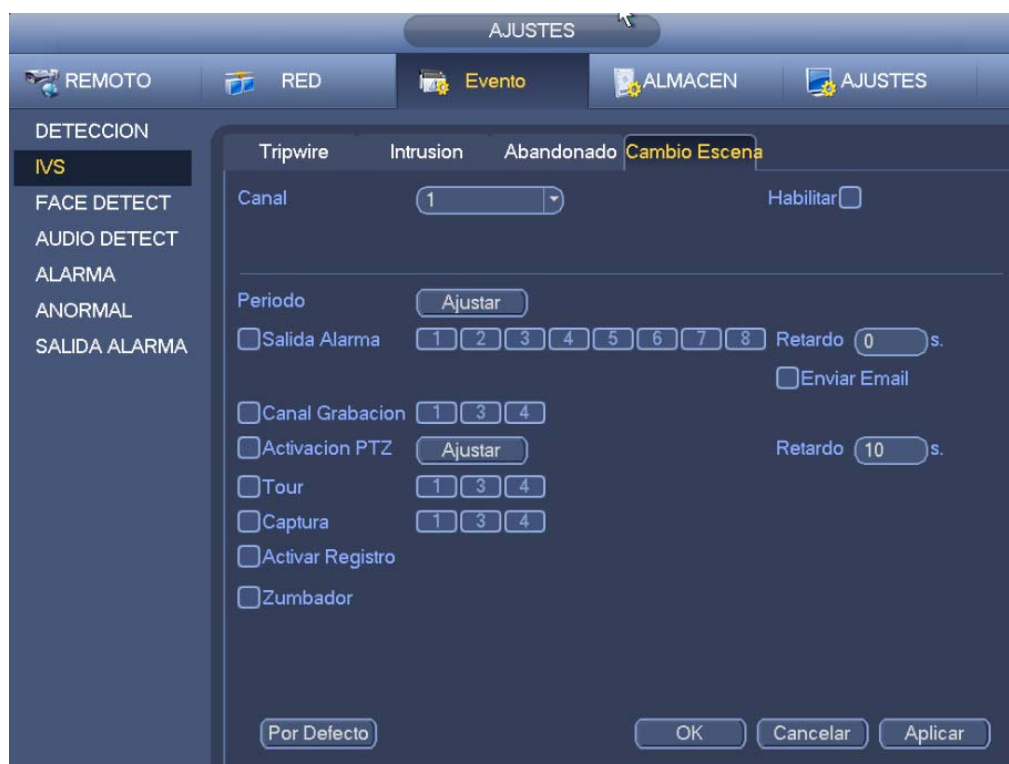 AJUSTES
REMOTO RED Evento ALMACEN AJUSTES
DETECCION
IVS
FACE DETECT
AUDIO DETECT
ALARMA
ANORMAL
SALIDA ALARMA
Tripwire Intrusion Abandonado Cambio Escena
Canal 1 Habilitar
Periodo Ajustar
Salida Alarma 1 2 3 4 5 6 7 8 Retardo 0 s.
Enviar Email
Canal Grabacion 1 3 4
Activacion PTZ Ajustar Retardo 10 s.
Tour 1 3 4
Captura 1 3 4
Activar Registro
Zumbador
Por Defecto OK Cancelar Aplicar